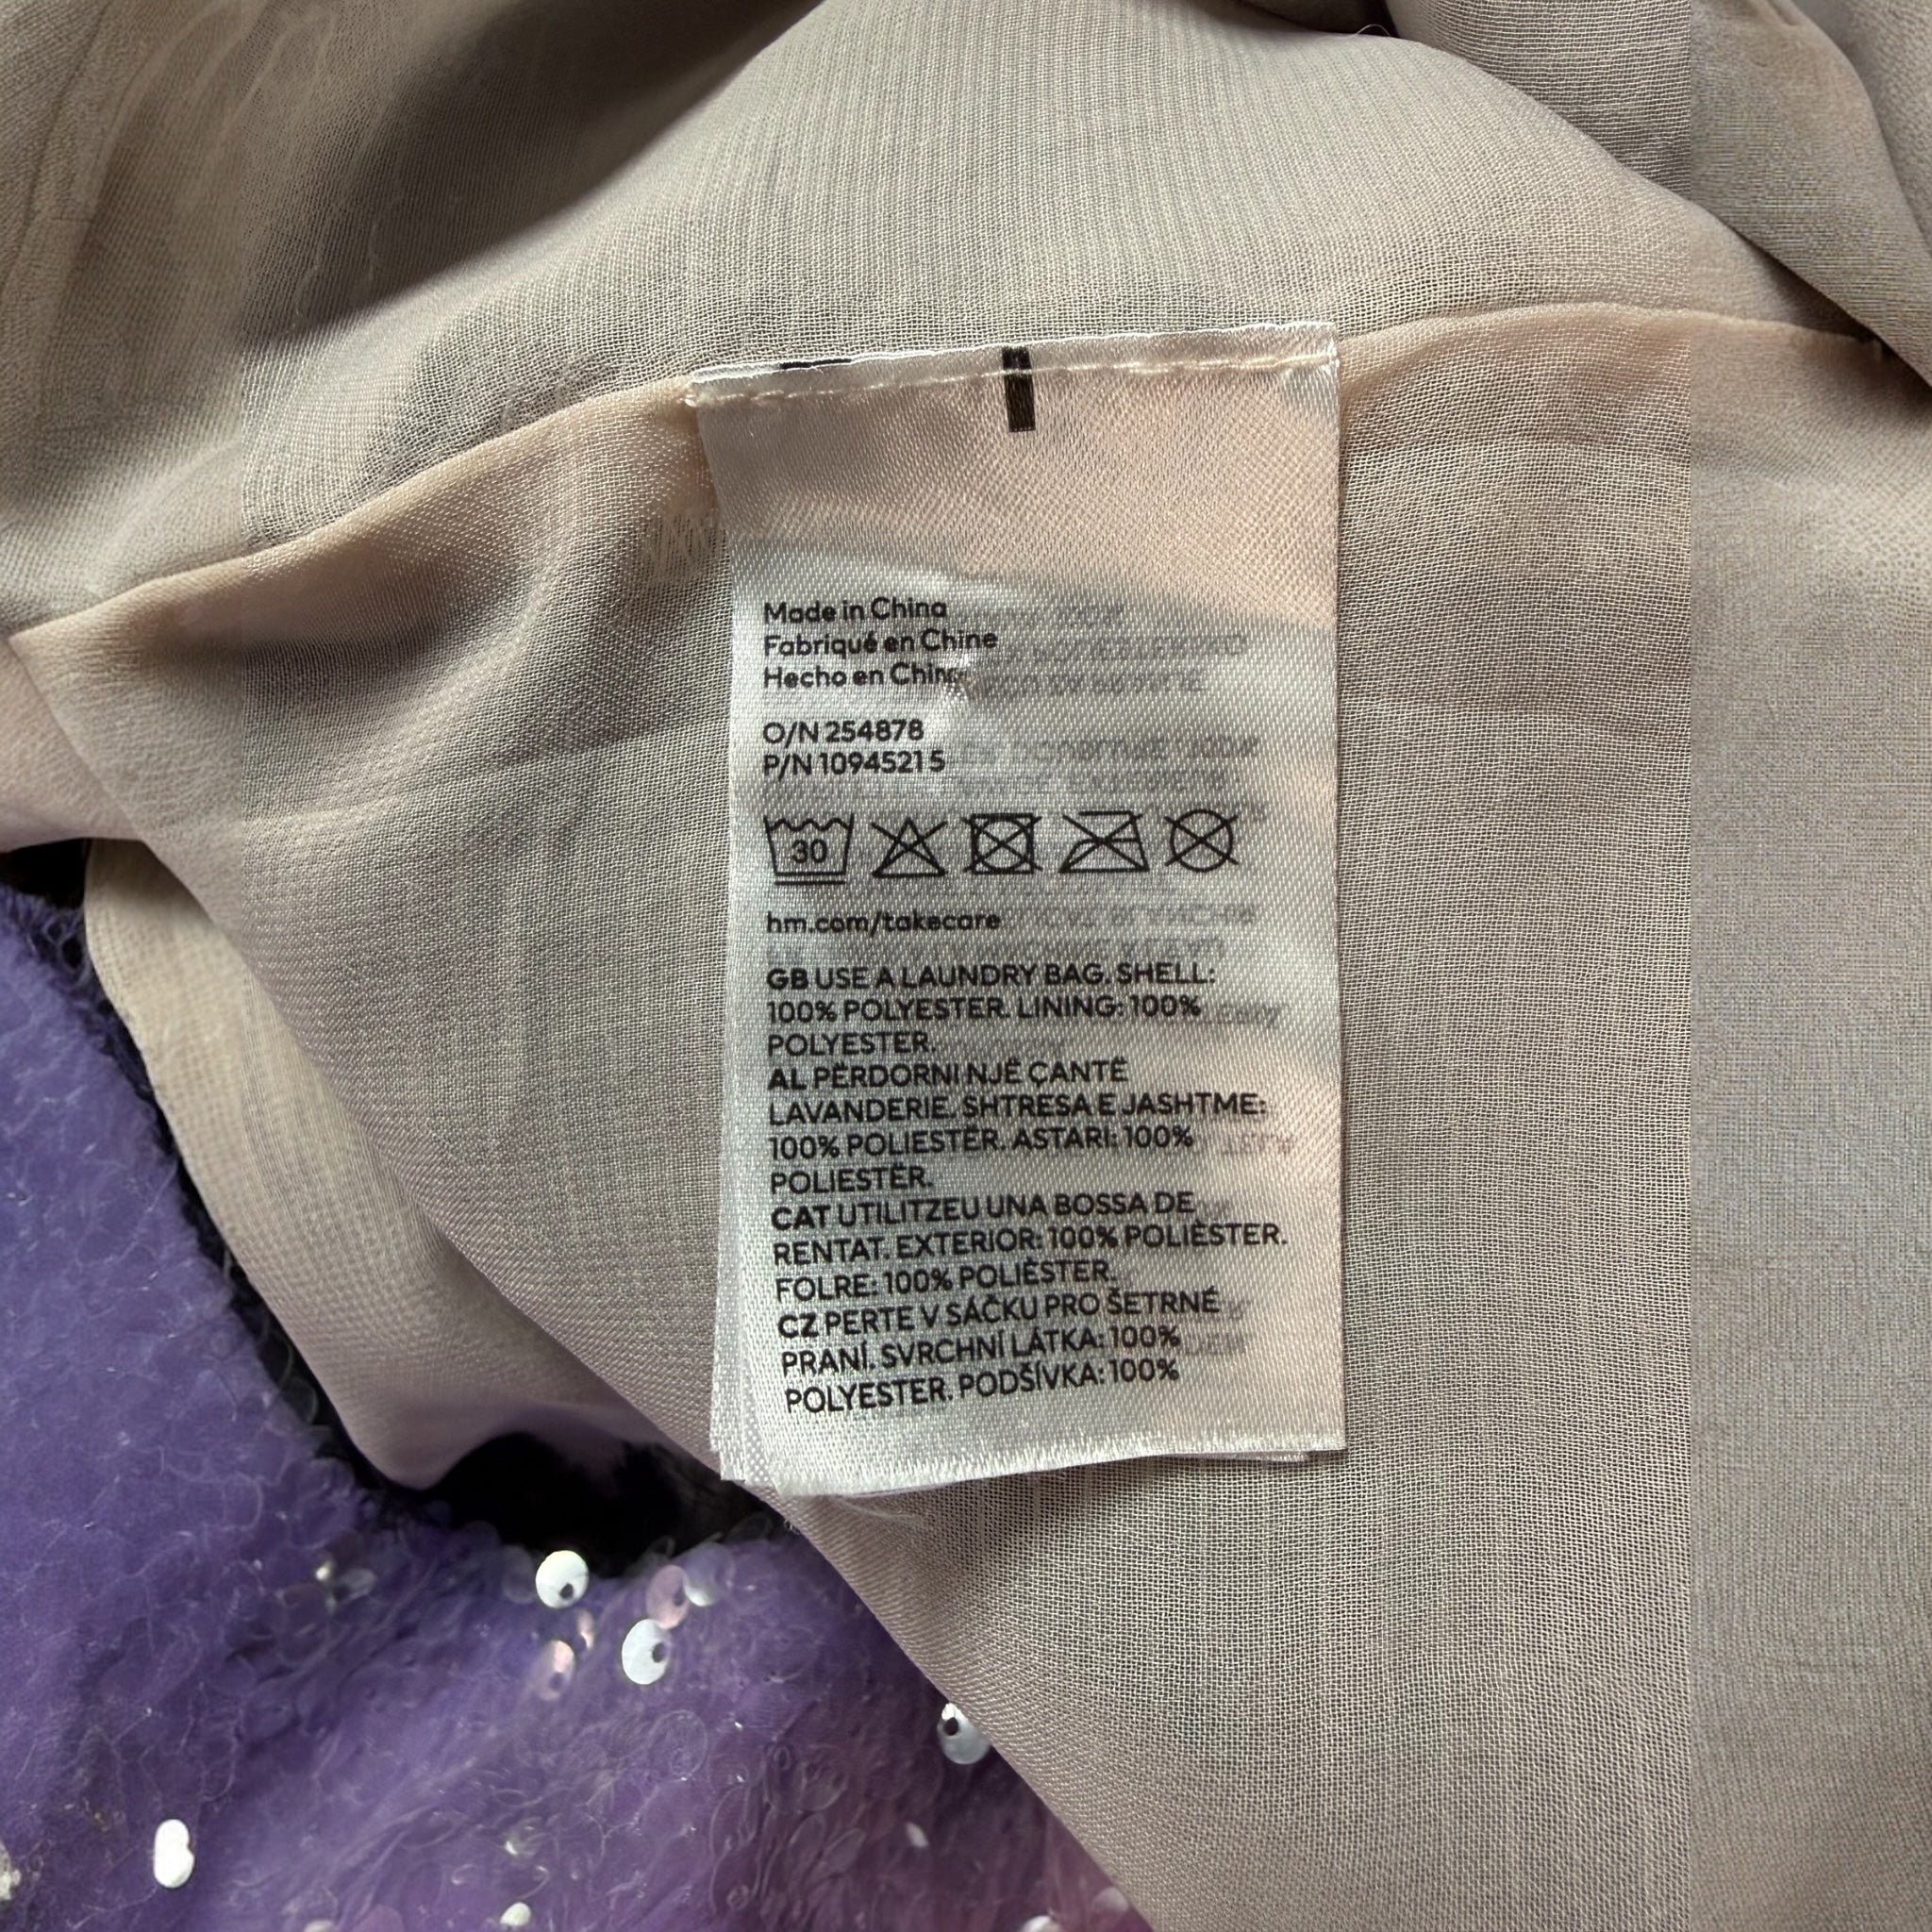 Made in China
Fabriqué en Chine
Hecho en China
O/N 254878
P/N 10945215
30
hm.com/takecare
GB USE A LAUNDRY BAG. SHELL:
100% POLYESTER. LINING: 100%
POLYESTER.
AL PËRDORNI NJË ÇANTË
LAVANDERIE. SHTRESA E JASHTME:
100% POLIESTËR. ASTARI: 100%
POLIESTËR.
CAT UTILITZEU UNA BOSSA DE
RENTAT. EXTERIOR: 100% POLIÈSTER.
FOLRE: 100% POLIÈSTER.
CZ PERTE V SÁČKU PRO ŠETRNÉ
PRANÍ. SVRCHNÍ LÁTKA: 100%
POLYESTER. PODŠÍVKA: 100%